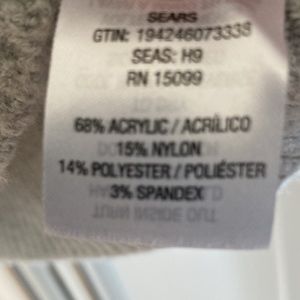 SEARS
GTIN: 194246073338
SEAS: H9
RN 15099
68% ACRYLIC / ACRÍLICO
15% NYLON
14% POLYESTER / POLIÉSTER
3% SPANDEX